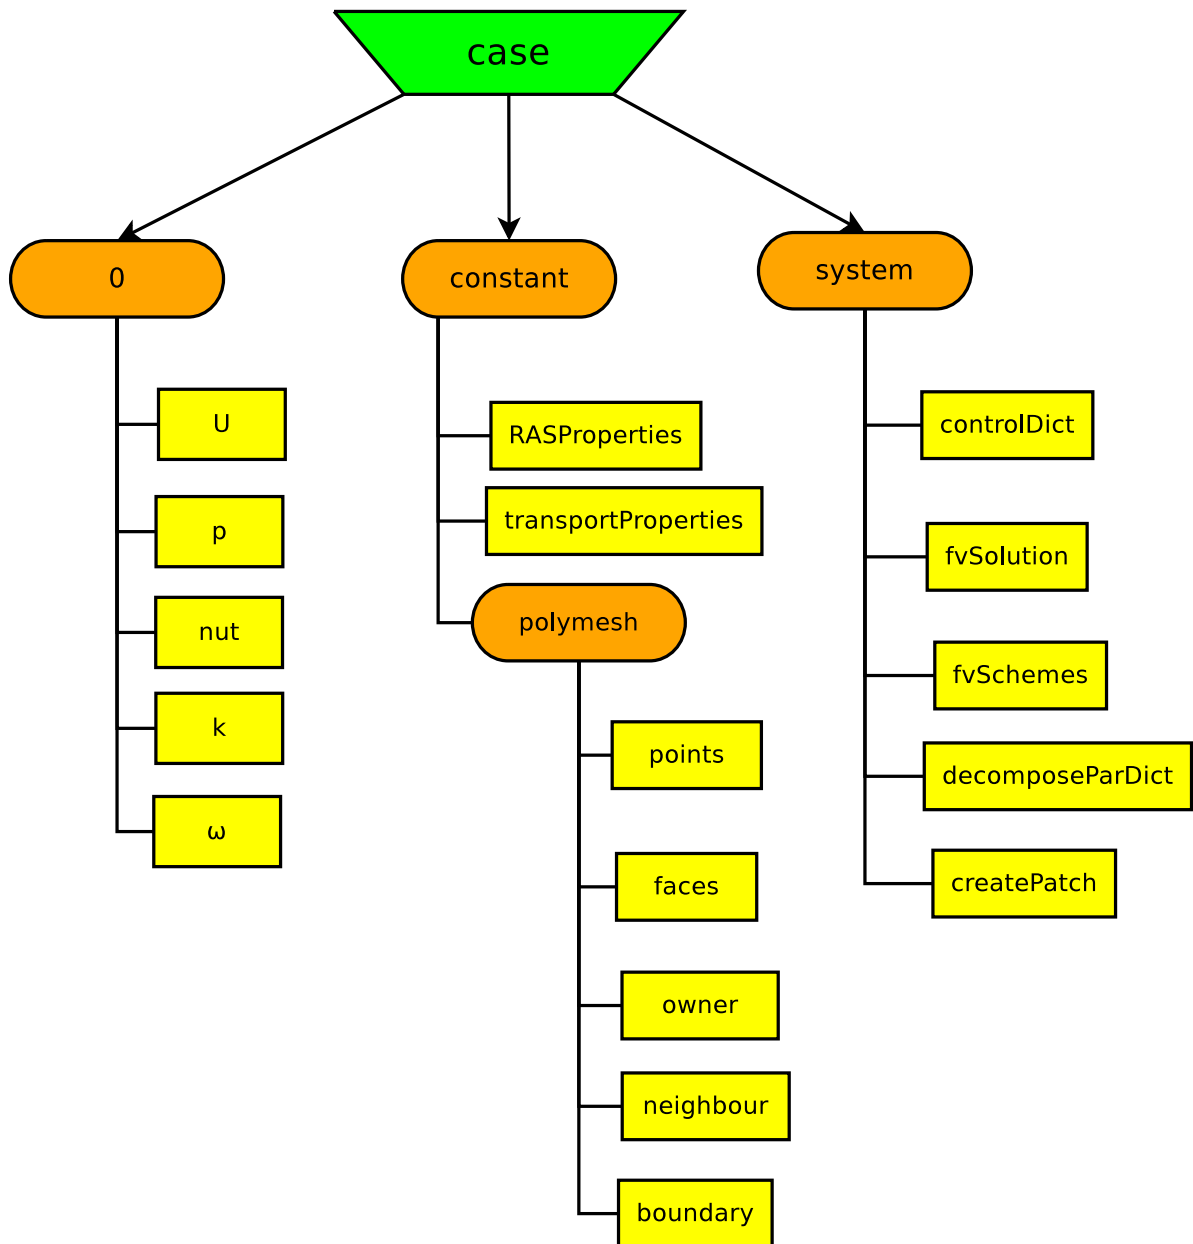 case
0
constant
system
U
p
nut
k
ω
RASProperties
transportProperties
polymesh
points
faces
owner
neighbour
boundary
controlDict
fvSolution
fvSchemes
decomposeParDict
createPatch